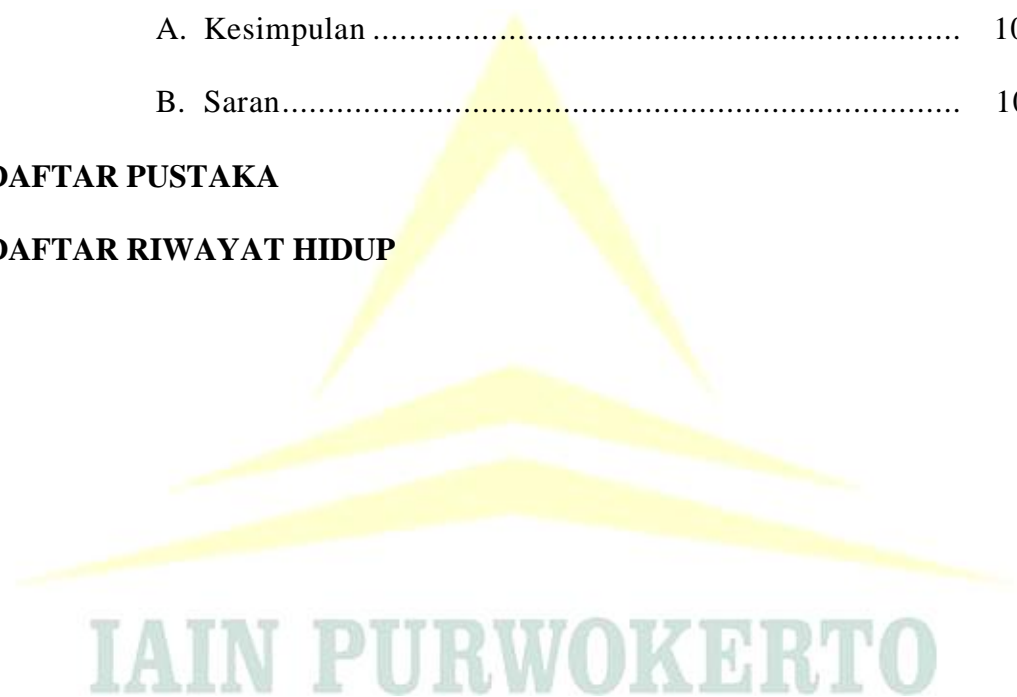 A. Kesimpulan ................................................................. 
B. Saran........................................................................... 
DAFTAR PUSTAKA
DAFTAR RIWAYAT HIDUP
IAIN PURWOKERTO